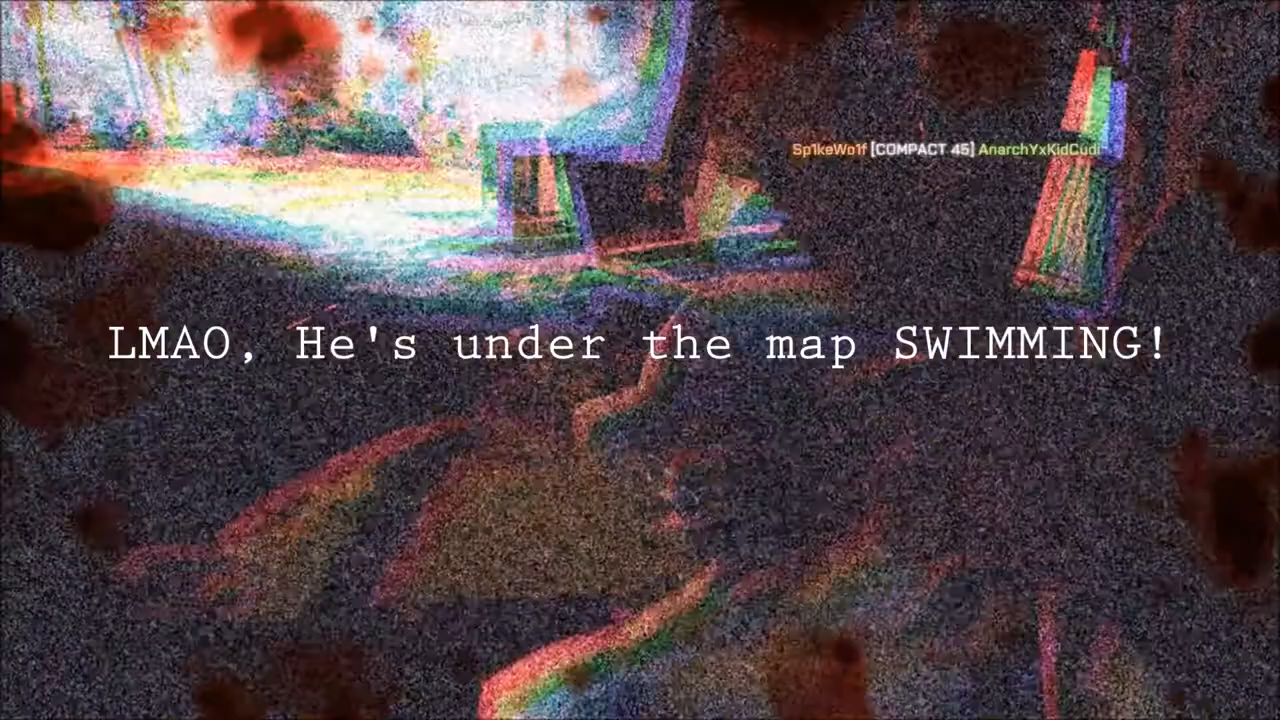 Sp1keWo1f [COMPACT 45] AnarchYxKidCudi
LMAO, He's under the map SWIMMING!